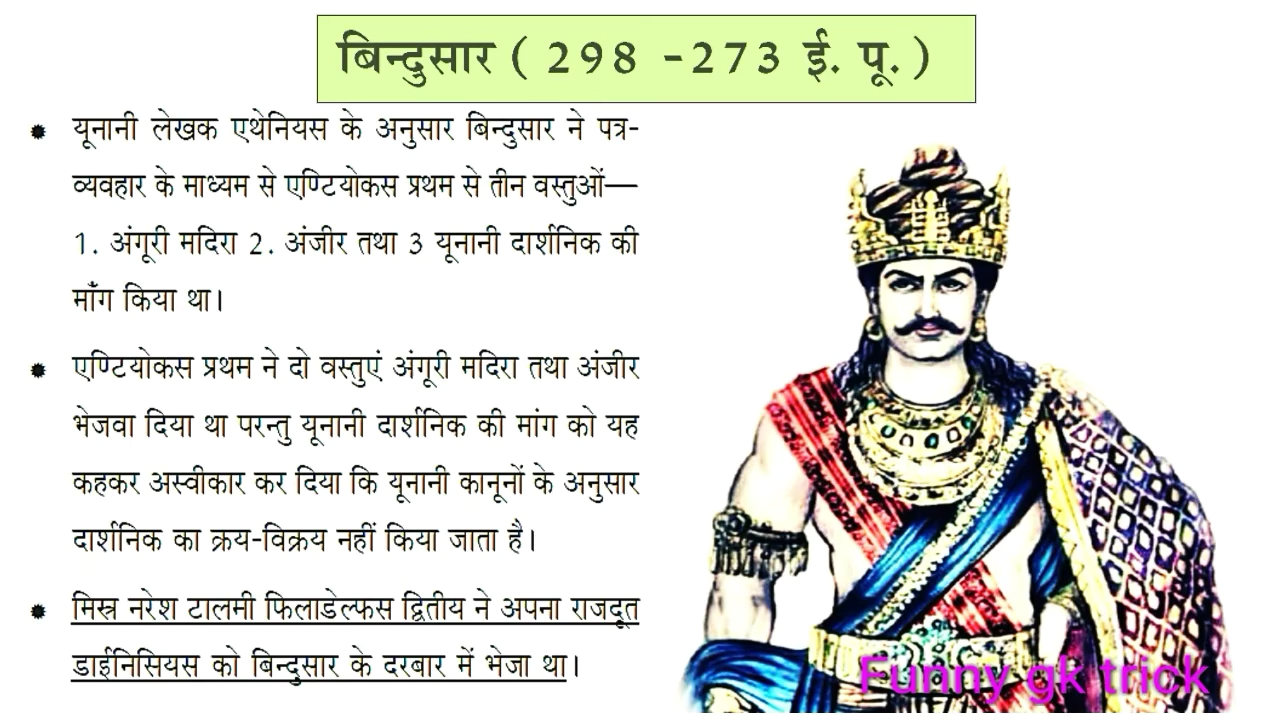 बिन्दुसार ( 298 -273 ई. पू. )
यूनानी लेखक एथेनियस के अनुसार बिन्दुसार ने पत्र-
व्यवहार के माध्यम से एण्टियोकस प्रथम से तीन वस्तुओं—
1. अंगूरी मदिरा 2. अंजीर तथा 3 यूनानी दार्शनिक की
माँग किया था।
एण्टियोकस प्रथम ने दो वस्तुएं अंगूरी मदिरा तथा अंजीर
भेजवा दिया था परन्तु यूनानी दार्शनिक की मांग को यह
कहकर अस्वीकार कर दिया कि यूनानी कानूनों के अनुसार
दार्शनिक का क्रय-विक्रय नहीं किया जाता है।
मिस्र नरेश टालमी फिलाडेल्फस द्वितीय ने अपना राजदूत
डाईनिसियस को बिन्दुसार के दरबार में भेजा था।
Funny gk trick